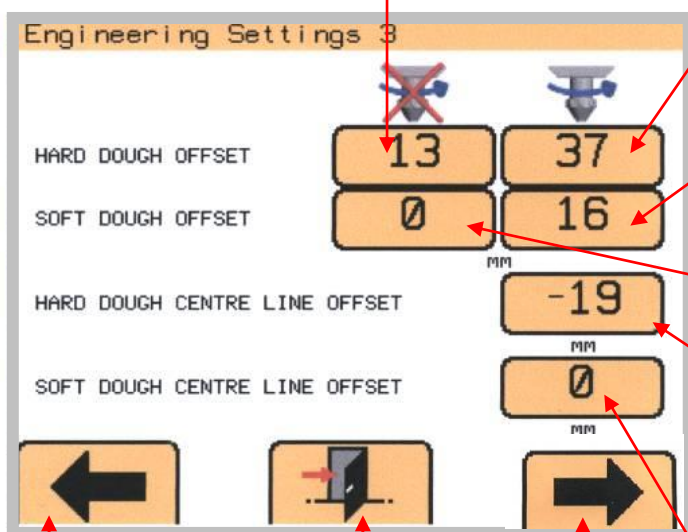 Engineering Settings 3
HARD DOUGH OFFSET 13 37
SOFT DOUGH OFFSET 0 16
MM
HARD DOUGH CENTRE LINE OFFSET -19
MM
SOFT DOUGH CENTRE LINE OFFSET 0
MM